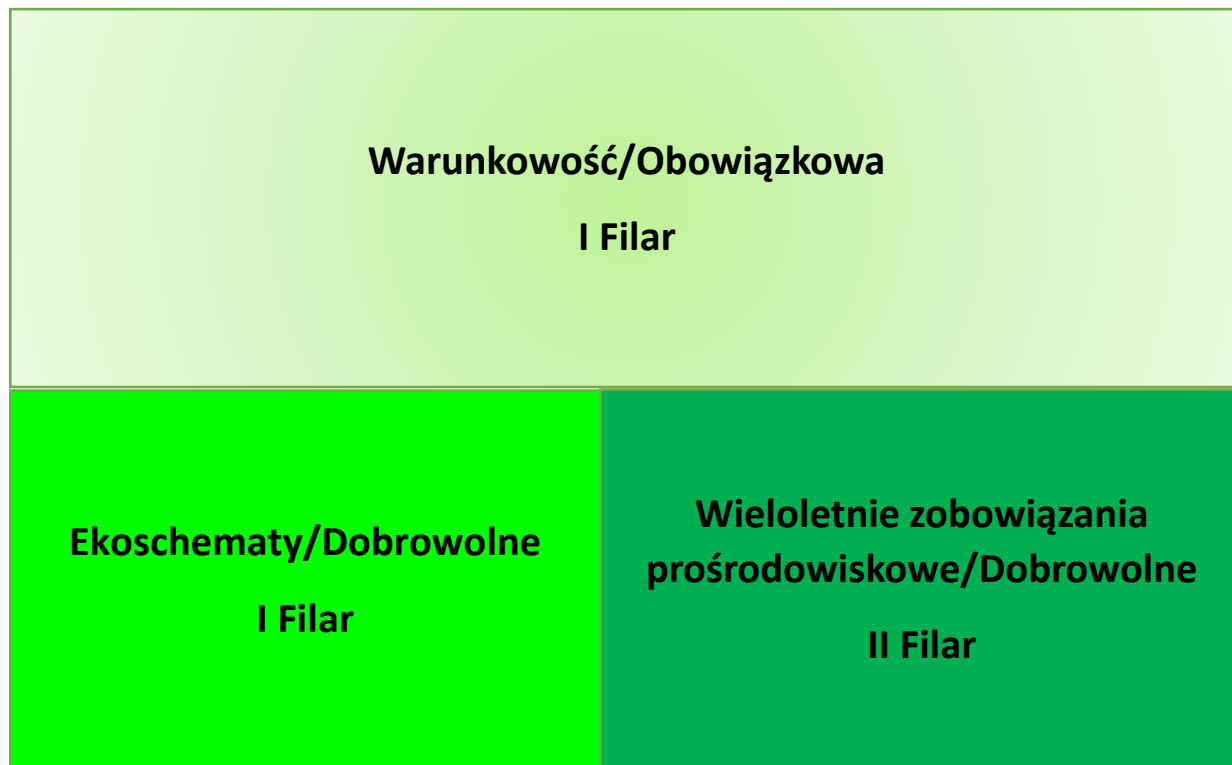 Warunkowość/Obowiązkowa
I Filar
Ekoschematy/Dobrowolne
I Filar
Wieloletnie zobowiązania
prośrodowiskowe/Dobrowolne
II Filar